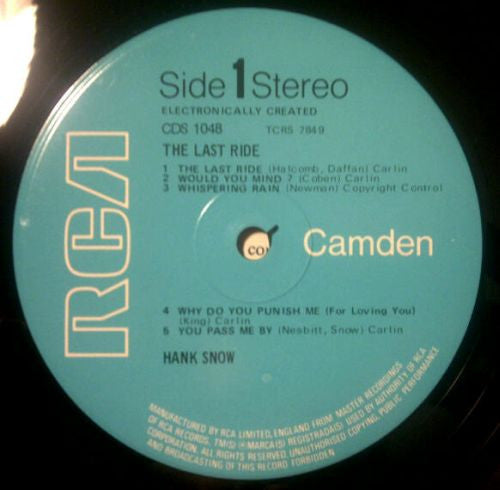 Side 1 Stereo
ELECTRONICALLY CREATED
CDS 1048 TCRS 7849
THE LAST RIDE
1 THE LAST RIDE (Halcomb, Daffan) Carlin
2 WOULD YOU MIND ? (Coben) Carlin
3 WHISPERING RAIN (Newman) Copyright Control
RCA
CO
Camden
4 WHY DO YOU PUNISH ME (For Loving You)
(King) Carlin
5 YOU PASS ME BY (Nesbitt, Snow) Carlin
HANK SNOW
MANUFACTURED BY RCA LIMITED, ENGLAND FROM MASTER RECORDINGS
OF RCA RECORDS. TM(S) ® MARCA(S) REGISTRADA(S) USED BY AUTHORITY OF RCA
CORPORATION. ALL RIGHTS RESERVED. UNAUTHORISED COPYING, PUBLIC PERFORMANCE
AND BROADCASTING OF THIS RECORD FORBIDDEN